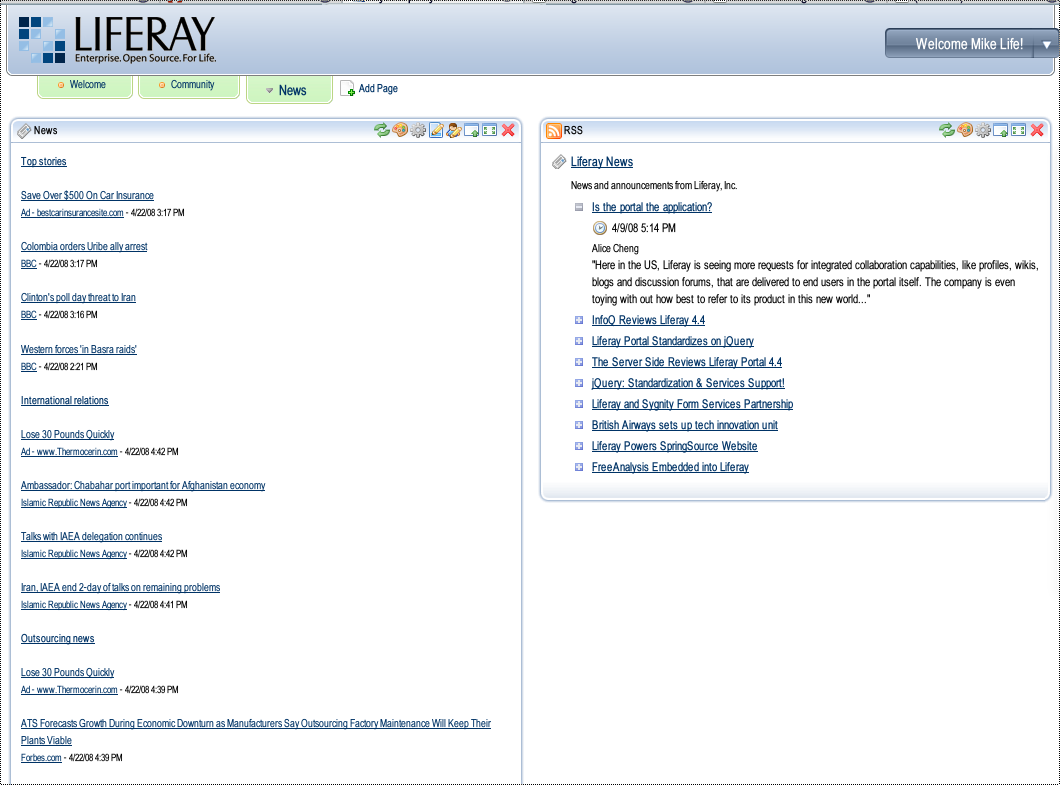 LIFERAY
Enterprise. Open Source. For Life.
Welcome Mike Life!
Welcome
Community
News
Add Page
News
Top stories
Save Over $500 On Car Insurance
Ad - bestcarinsurancesite.com - 4/22/08 3:17 PM
Colombia orders Uribe ally arrest
BBC - 4/22/08 3:17 PM
Clinton's poll day threat to Iran
BBC - 4/22/08 3:16 PM
Western forces 'in Basra raids'
BBC - 4/22/08 2:21 PM
International relations
Lose 30 Pounds Quickly
Ad - www.Thermocerin.com - 4/22/08 4:42 PM
Ambassador: Chabahar port important for Afghanistan economy
Islamic Republic News Agency - 4/22/08 4:42 PM
Talks with IAEA delegation continues
Islamic Republic News Agency - 4/22/08 4:42 PM
Iran, IAEA end 2-day of talks on remaining problems
Islamic Republic News Agency - 4/22/08 4:41 PM
Outsourcing news
Lose 30 Pounds Quickly
Ad - www.Thermocerin.com - 4/22/08 4:39 PM
ATS Forecasts Growth During Economic Downturn as Manufacturers Say Outsourcing Factory Maintenance Will Keep Their
Plants Viable
Forbes.com - 4/22/08 4:39 PM
RSS
Liferay News
News and announcements from Liferay, Inc.
Is the portal the application?
4/9/08 5:14 PM
Alice Cheng
"Here in the US, Liferay is seeing more requests for integrated collaboration capabilities, like profiles, wikis,
blogs and discussion forums, that are delivered to end users in the portal itself. The company is even
toying with out how best to refer to its product in this new world..."
InfoQ Reviews Liferay 4.4
Liferay Portal Standardizes on jQuery
The Server Side Reviews Liferay Portal 4.4
jQuery: Standardization & Services Support!
Liferay and Sygnity Form Services Partnership
British Airways sets up tech innovation unit
Liferay Powers SpringSource Website
FreeAnalysis Embedded into Liferay